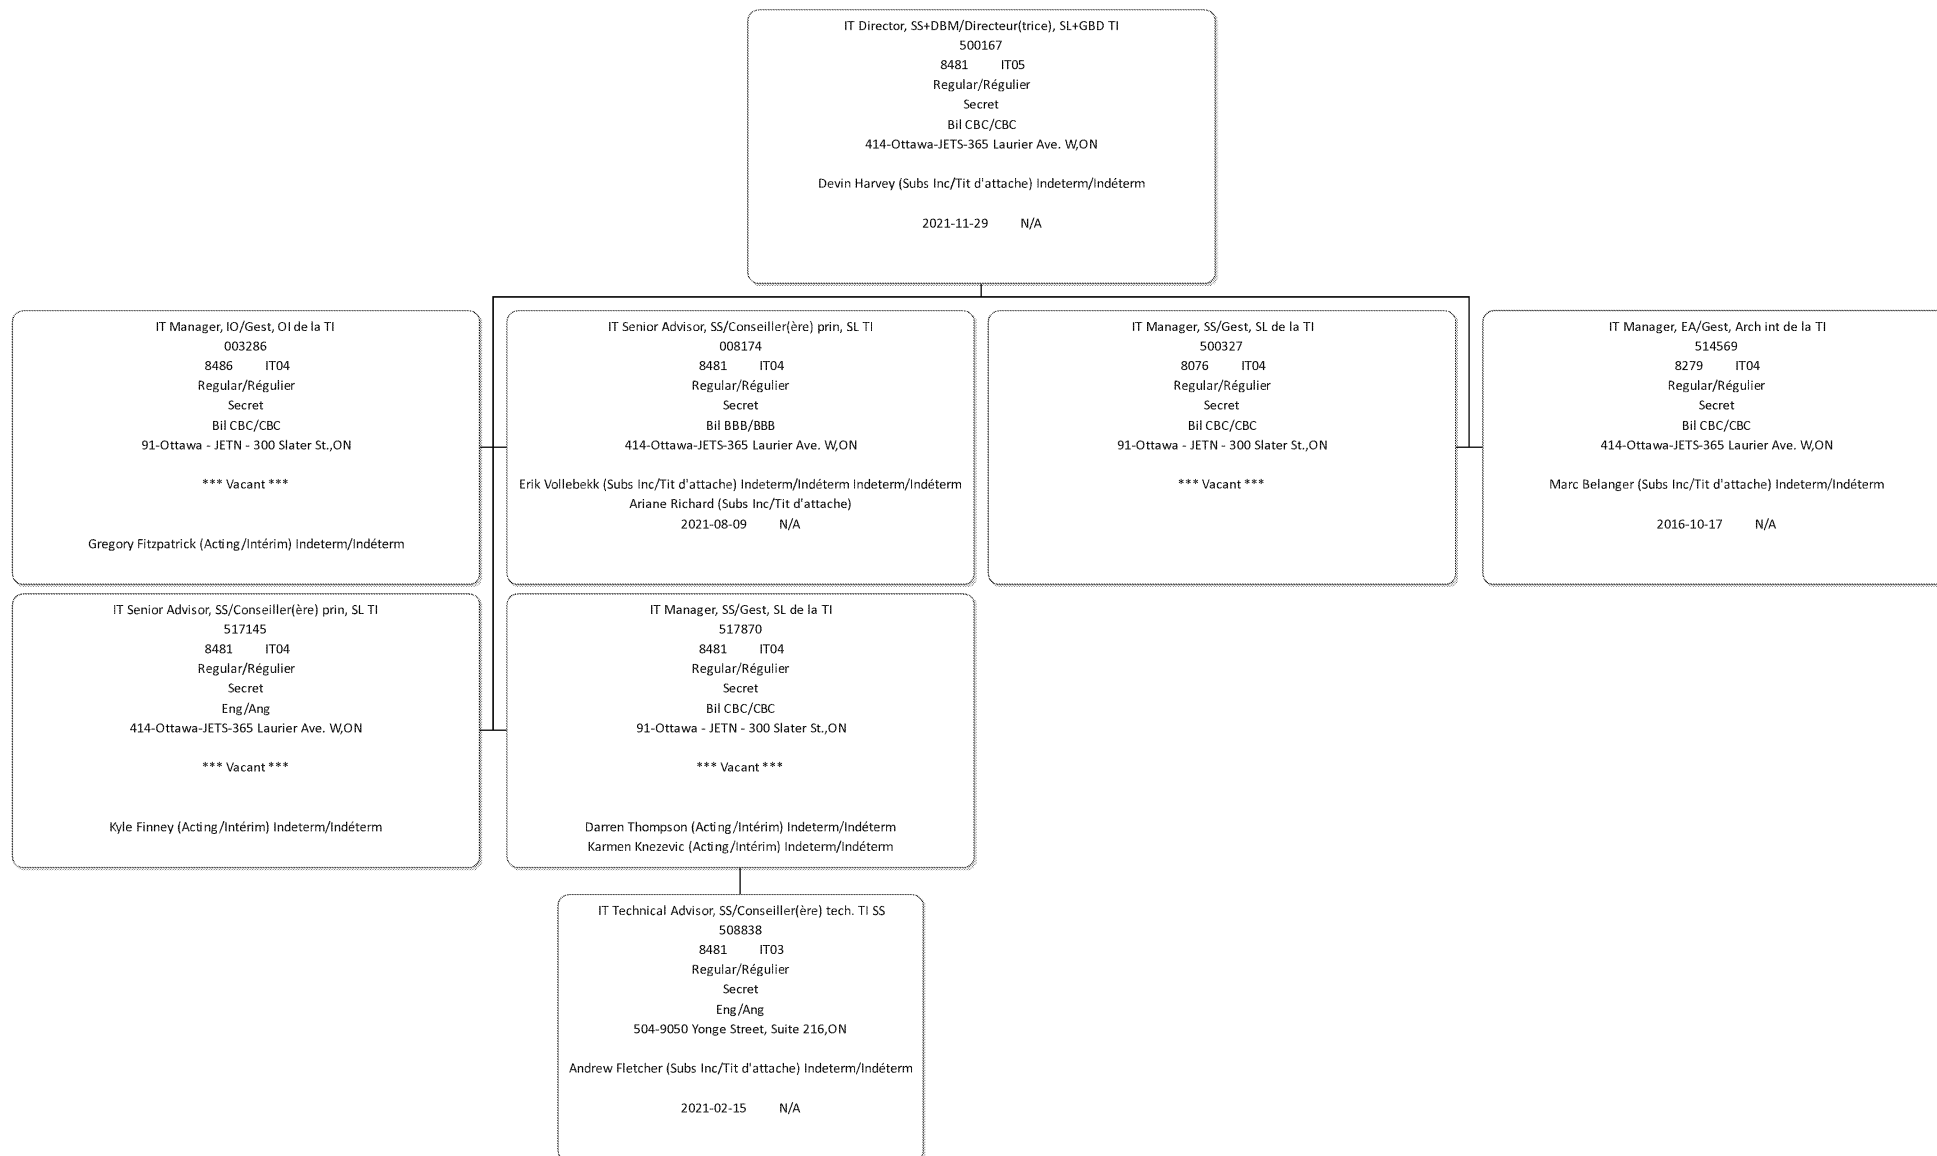 IT Director, SS+DBM/Directeur(trice), SL+GBD TI
500167
8481 IT05
Regular/Régulier
Secret
Bil CBC/CBC
414-Ottawa-JETS-365 Laurier Ave. W,ON
Devin Harvey (Subs Inc/Tit d'attache) Indeterm/Indéterm
2021-11-29 N/A
IT Manager, IO/Gest, OI de la TI
003286
8486 IT04
Regular/Régulier
Secret
Bil CBC/CBC
91-Ottawa - JETN - 300 Slater St.,ON
*** Vacant ***
Gregory Fitzpatrick (Acting/Intérim) Indeterm/Indéterm
IT Senior Advisor, SS/Conseiller(ère) prin, SL TI
008174
8481 IT04
Regular/Régulier
Secret
Bil BBB/BBB
414-Ottawa-JETS-365 Laurier Ave. W,ON
Erik Vollebekk (Subs Inc/Tit d'attache) Indeterm/Indéterm Indeterm/Indéterm
Ariane Richard (Subs Inc/Tit d'attache)
2021-08-09 N/A
IT Manager, SS/Gest, SL de la TI
500327
8076 IT04
Regular/Régulier
Secret
Bil CBC/CBC
91-Ottawa - JETN - 300 Slater St.,ON
*** Vacant ***
IT Manager, EA/Gest, Arch int de la TI
514569
8279 IT04
Regular/Régulier
Secret
Bil CBC/CBC
414-Ottawa-JETS-365 Laurier Ave. W,ON
Marc Belanger (Subs Inc/Tit d'attache) Indeterm/Indéterm
2016-10-17 N/A
IT Senior Advisor, SS/Conseiller(ère) prin, SL TI
517145
8481 IT04
Regular/Régulier
Secret
Eng/Ang
414-Ottawa-JETS-365 Laurier Ave. W,ON
*** Vacant ***
Kyle Finney (Acting/Intérim) Indeterm/Indéterm
IT Manager, SS/Gest, SL de la TI
517870
8481 IT04
Regular/Régulier
Secret
Bil CBC/CBC
91-Ottawa - JETN - 300 Slater St.,ON
*** Vacant ***
Darren Thompson (Acting/Intérim) Indeterm/Indéterm
Karmen Knezevic (Acting/Intérim) Indeterm/Indéterm
IT Technical Advisor, SS/Conseiller(ère) tech. TI SS
508838
8481 IT03
Regular/Régulier
Secret
Eng/Ang
504-9050 Yonge Street, Suite 216,ON
Andrew Fletcher (Subs Inc/Tit d'attache) Indeterm/Indéterm
2021-02-15 N/A